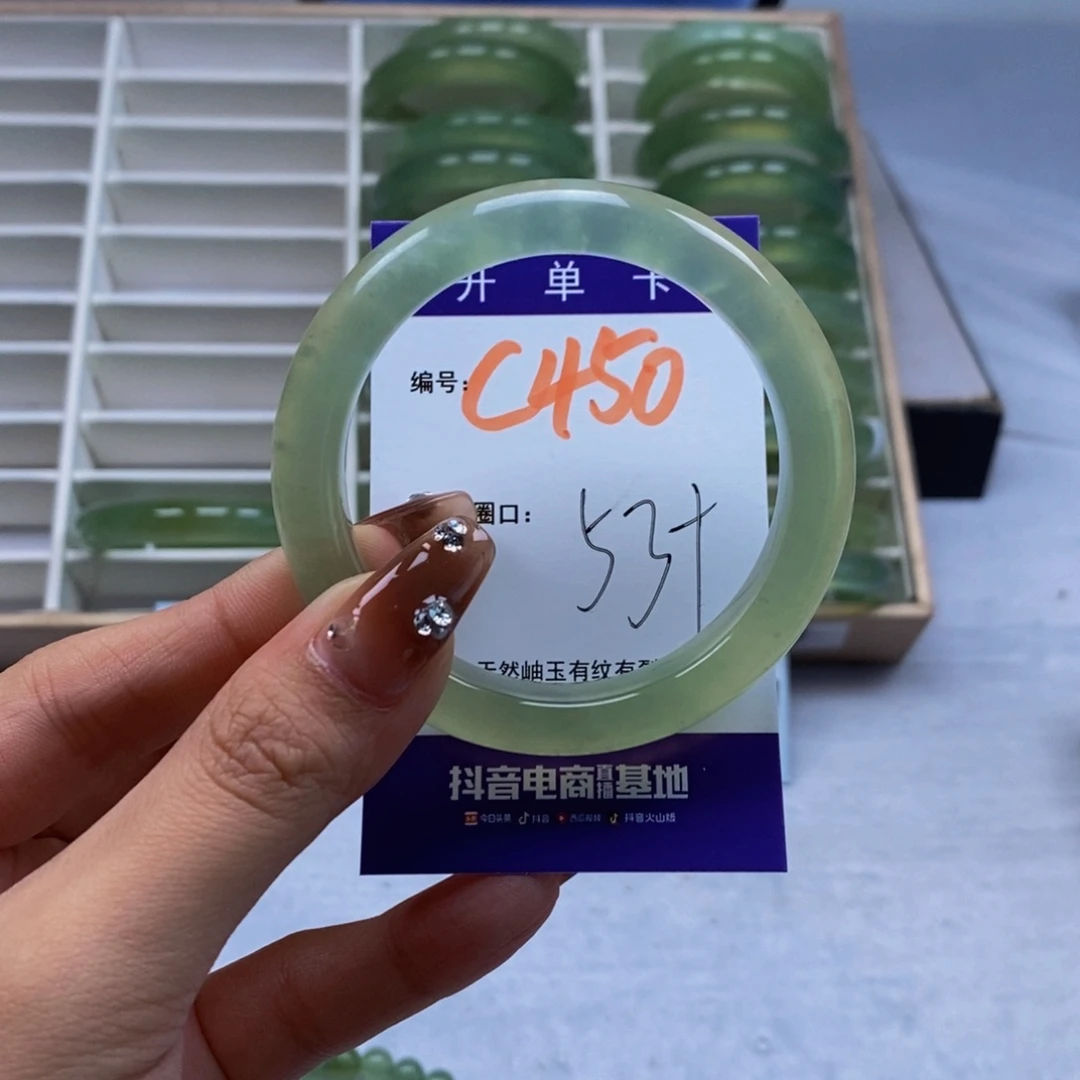 开单卡
编号：C450
圈口：53+
天然岫玉有纹有裂
抖音电商直播基地
今日头条 抖音 西瓜视频 抖音火山版